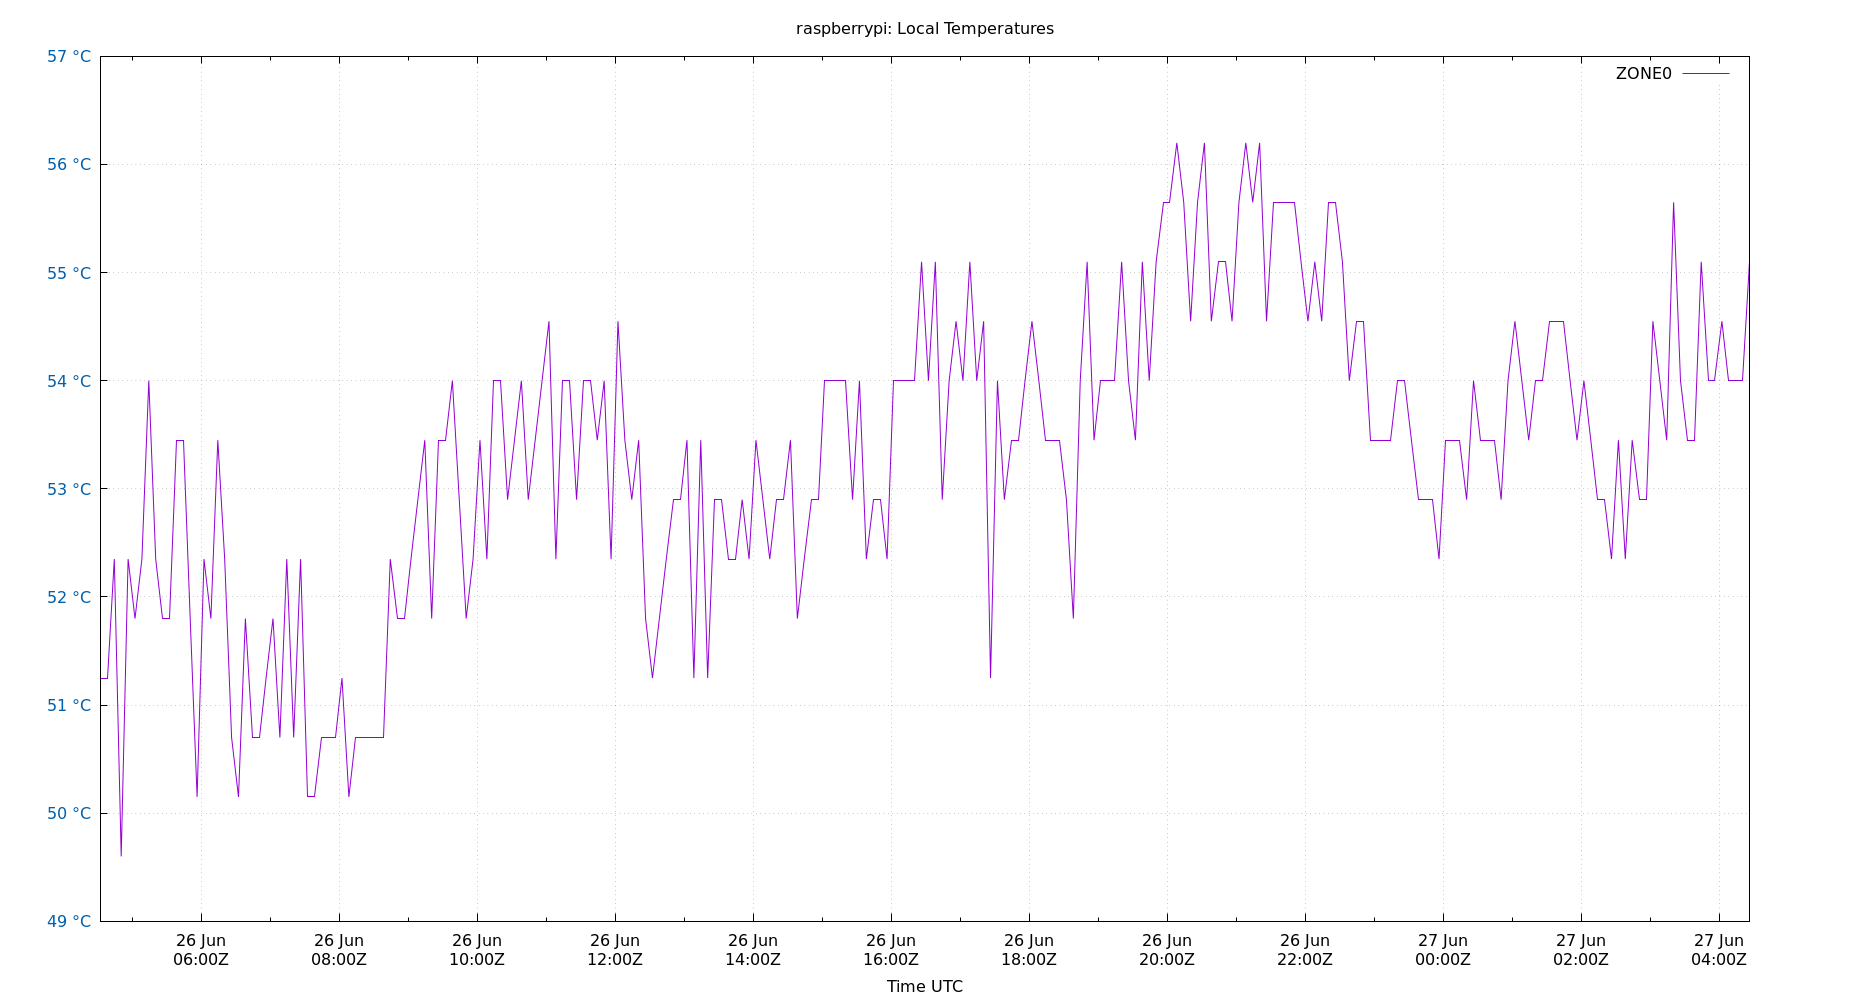 raspberrypi: Local Temperatures
57 °C
ZONE0
56 °C
55 °C
54 °C
53 °C
52 °C
51 °C
50 °C
49 °C
26 Jun 26 Jun 26 Jun 26 Jun 26 Jun 26 Jun 26 Jun 26 Jun 26 Jun 27 Jun 27 Jun 27 Jun
06:00Z 08:00Z 10:00Z 12:00Z 14:00Z 16:00Z 18:00Z 20:00Z 22:00Z 00:00Z 02:00Z 04:00Z
Time UTC